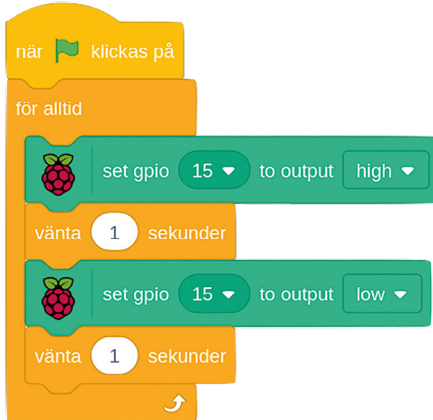 när klickas på
för alltid
set gpio 15 to output high
vänta 1 sekunder
set gpio 15 to output low
vänta 1 sekunder